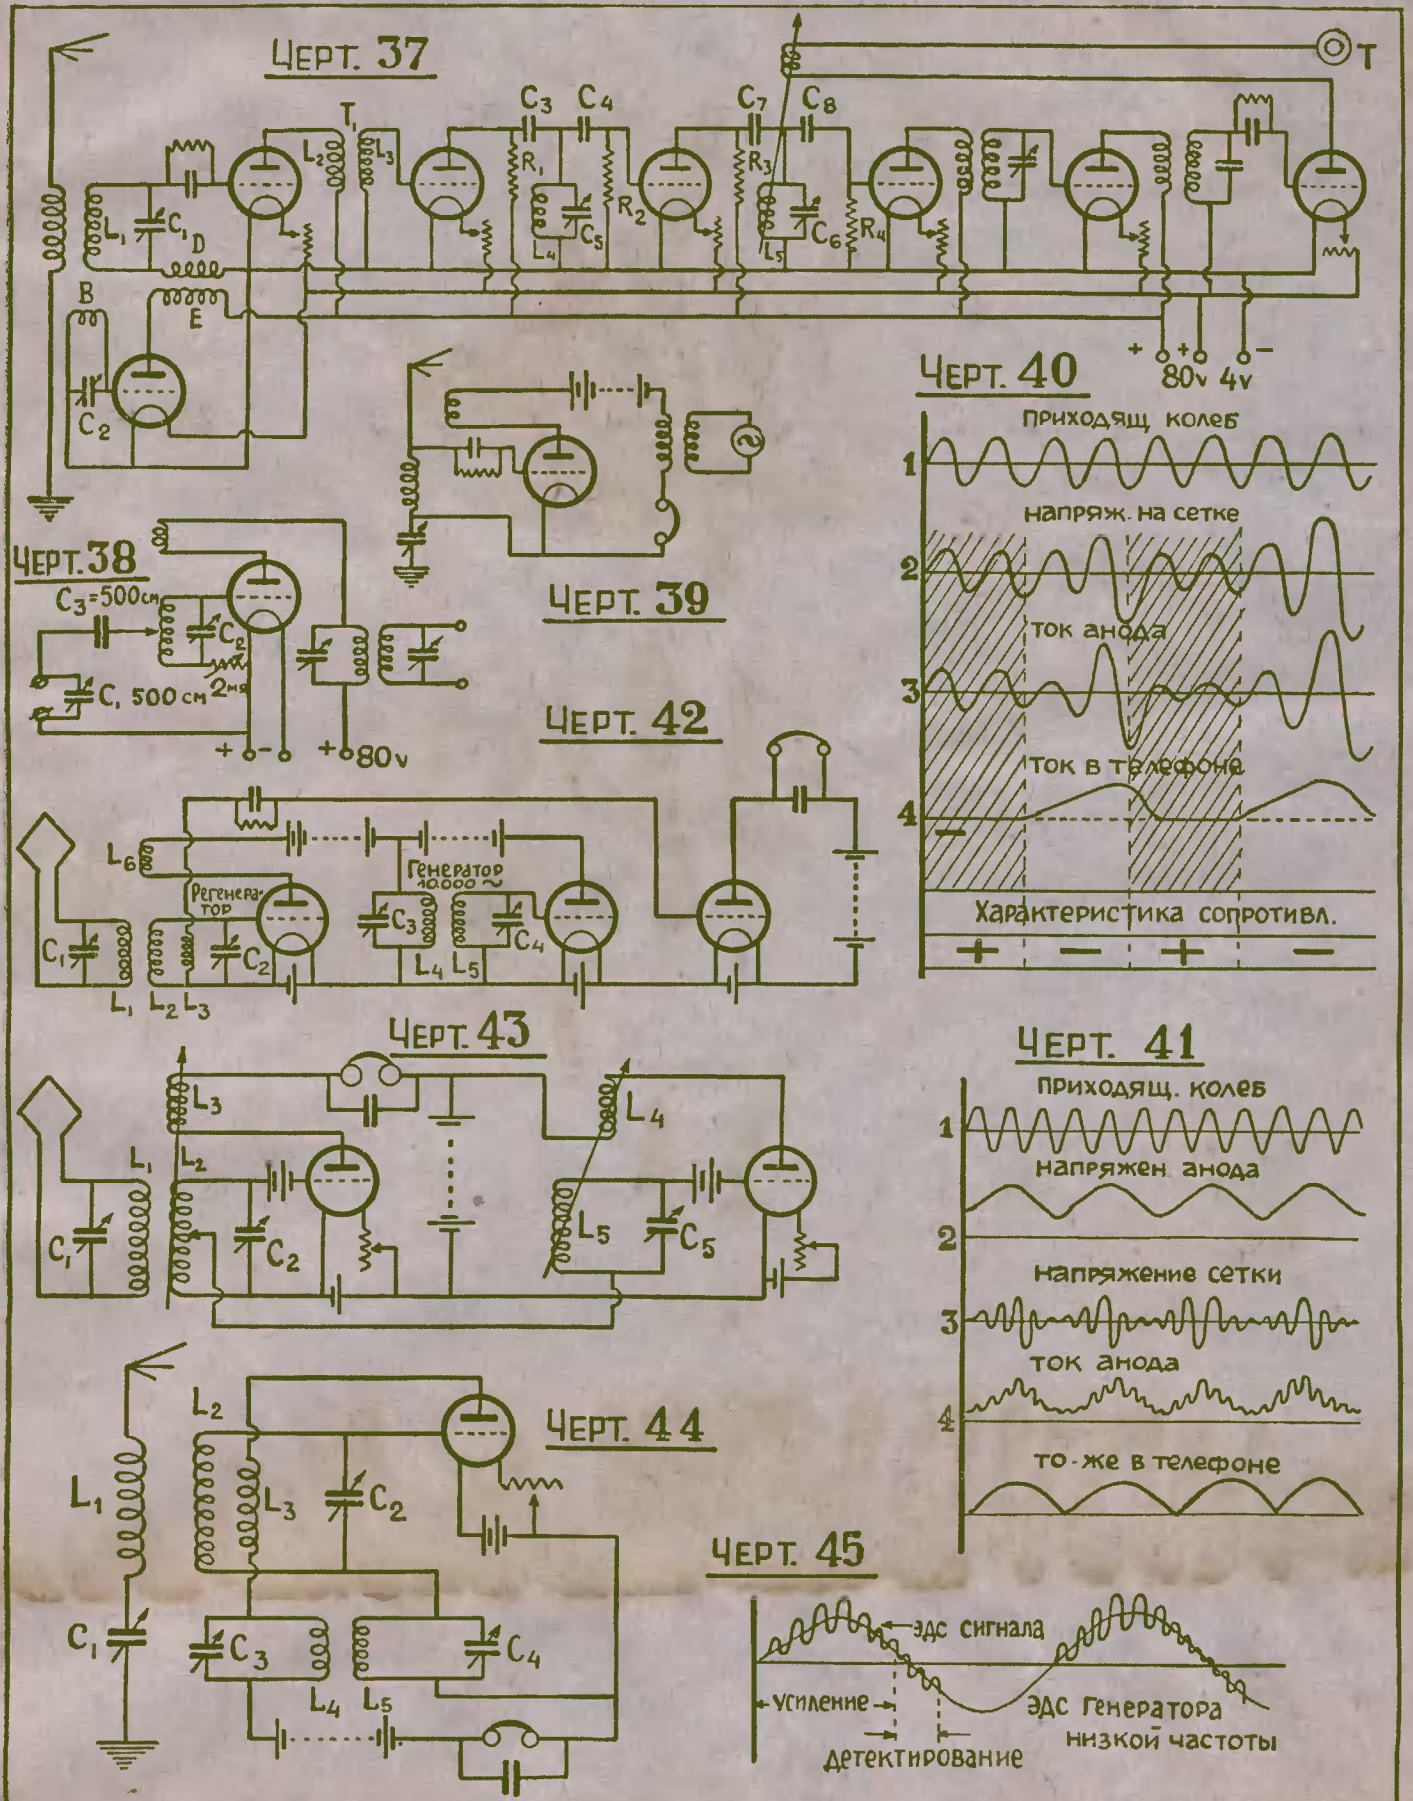 Черт. 37
T
T₁
C₃ C₄
C₇ C₈
L₂ L₃
R₁
R₃
L₁ C₁
L₄ C₅ R₂
L₅ C₆ R₄
D
B
E
C₂
+ + -
80v 4v
Черт. 38
C₃=500см
C₂
2мя
C₁ 500 см
+ - + 80v
Черт. 39
Черт. 40
приходящ колеб
1
напряж. на сетке
2
ток анода
3
ток в телефоне
4
-
Характеристика сопротивл.
+ - + -
Черт. 42
L₆
Регенера-
тор
Генератор
10.000 ~
C₁
C₂
C₃
C₄
L₁ L₂ L₃
L₄ L₅
Черт. 43
L₃
L₄
L₁ L₂
C₁
C₂
L₅ C₅
Черт. 41
приходящ. колеб
1
напряжен. анода
2
напряжение сетки
3
ток анода
4
то-же в телефоне
Черт. 44
L₂
L₁
L₃ C₂
C₁
C₃
C₄
L₄ L₅
Черт. 45
эдс сигнала
усиление
эдс генератора
низкой частоты
детектирование